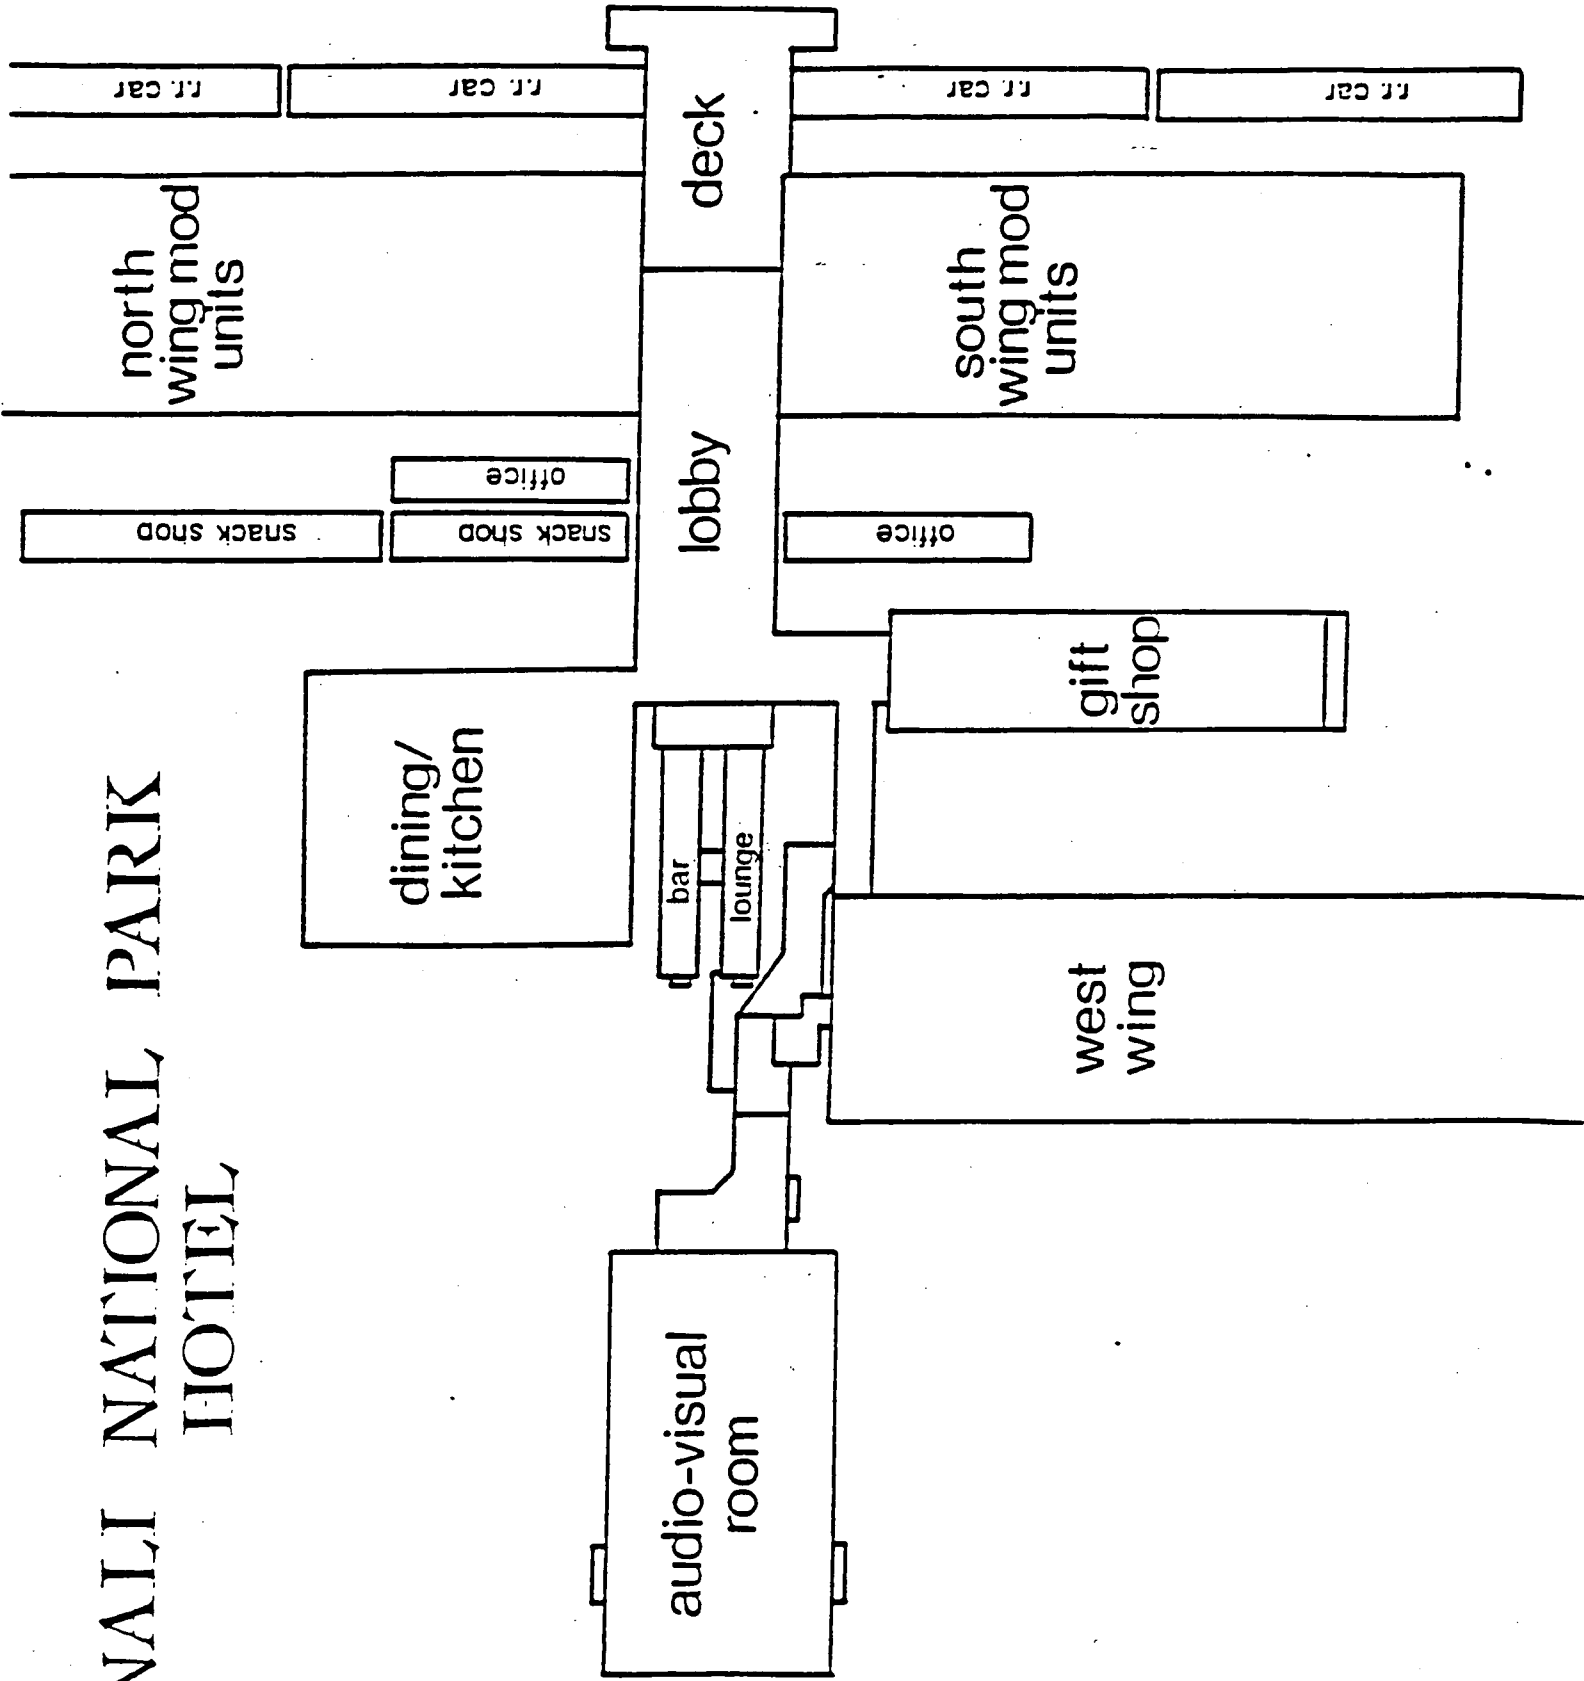 NALI NATIONAL PARK
HOTEL
r.r. car
r.r. car
r.r. car
r.r. car
deck
north
wing mod
units
south
wing mod
units
lobby
office
snack shop
snack shop
office
gift
shop
dining/
kitchen
bar
lounge
west
wing
audio-visual
room